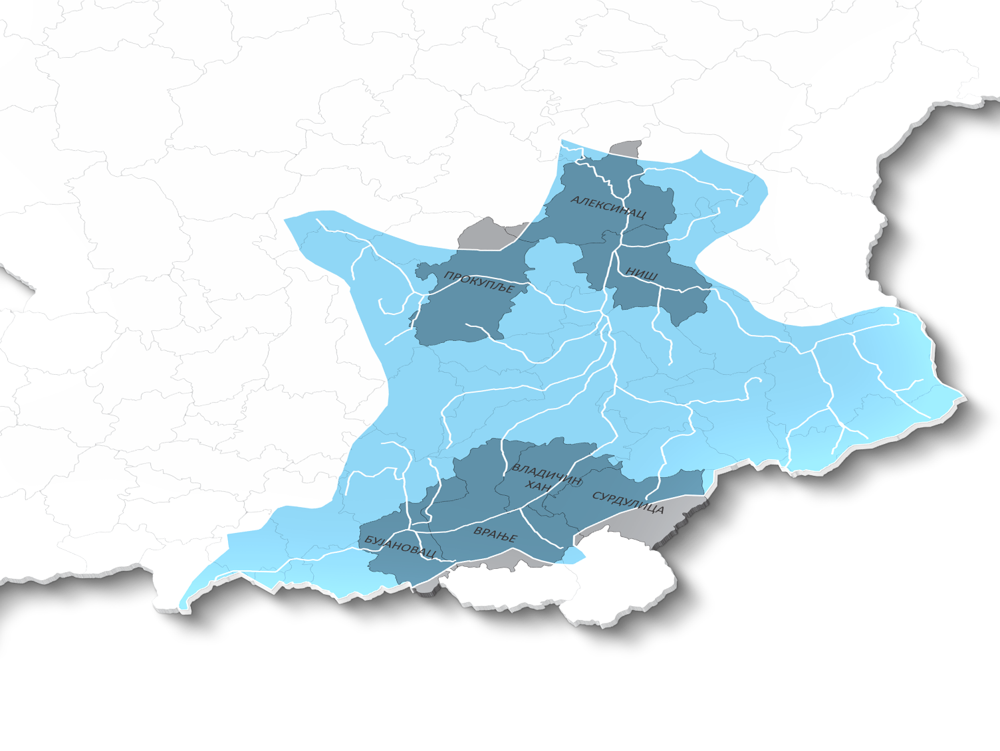 АЛЕКСИНАЦ
НИШ
ПРОКУПЉЕ
ВЛАДИЧИН
ХАН
СУРДУЛИЦА
ВРАЊЕ
БУЈАНОВАЦ